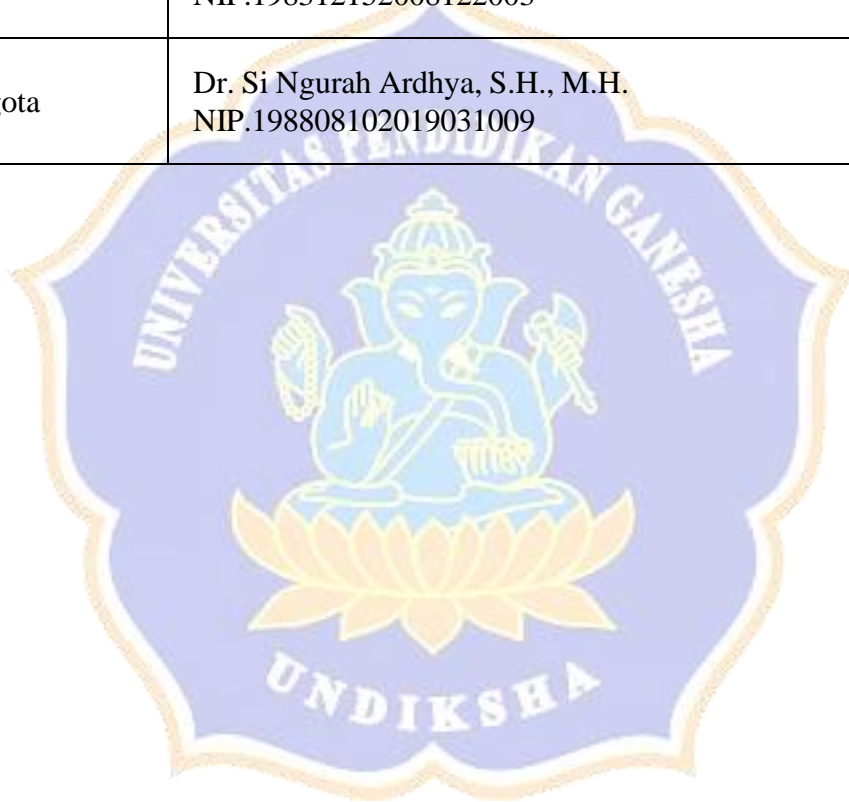 gota
Dr. Si Ngurah Ardhya, S.H., M.H.
NIP.198808102019031009
UNIVERSITAS PENDIDIKAN GANESHA
UNDIKSHA